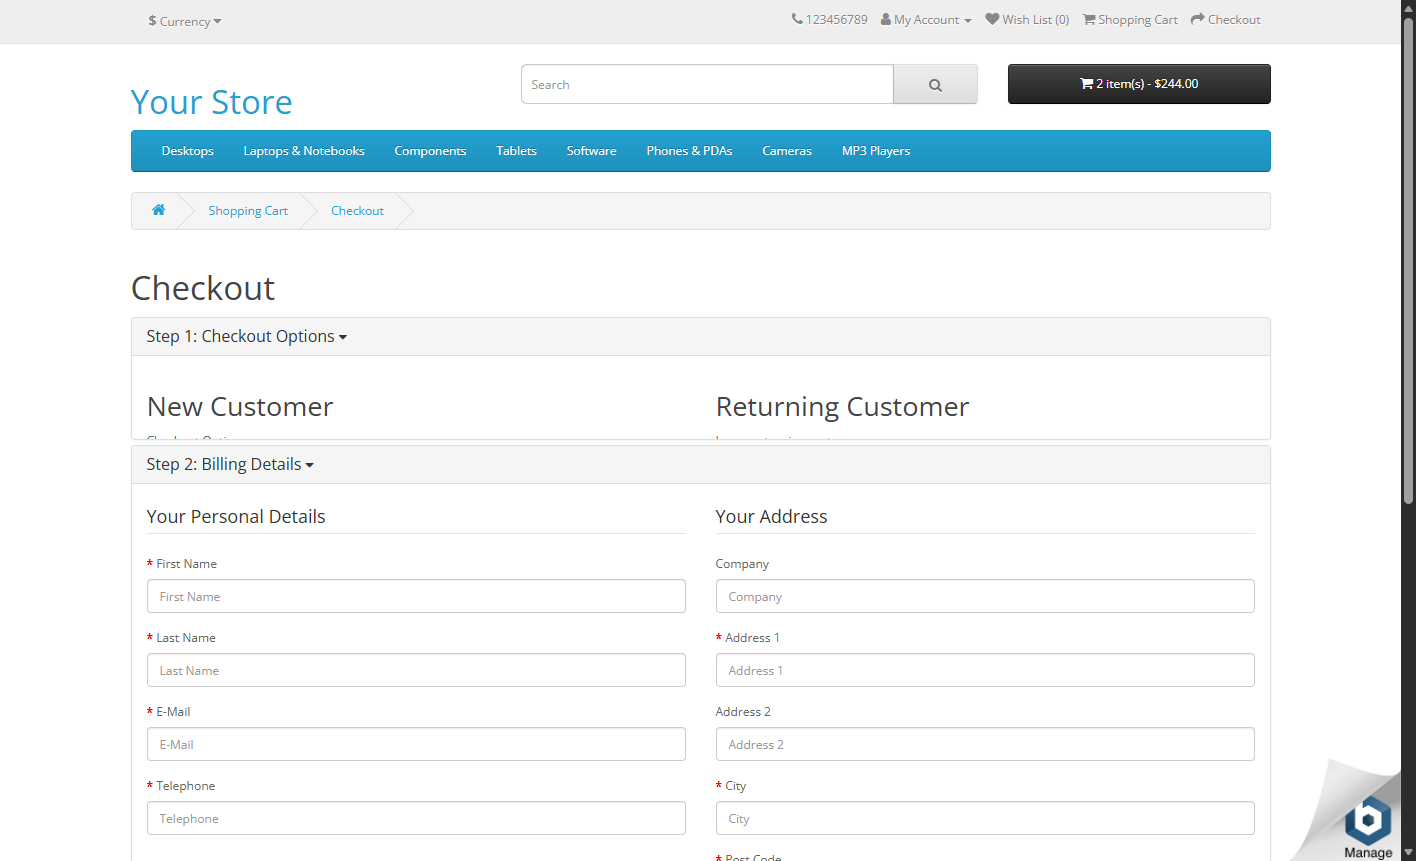 $ Currency
123456789 My Account Wish List (0) Shopping Cart Checkout
Your Store
Search
2 item(s) - $244.00
Desktops Laptops & Notebooks Components Tablets Software Phones & PDAs Cameras MP3 Players
Shopping Cart Checkout
Checkout
Step 1: Checkout Options
New Customer
Returning Customer
Step 2: Billing Details
Your Personal Details
Your Address
* First Name
Company
First Name
Company
* Last Name
* Address 1
Last Name
Address 1
* E-Mail
Address 2
E-Mail
Address 2
* Telephone
* City
Telephone
City
* Post Code
Manage